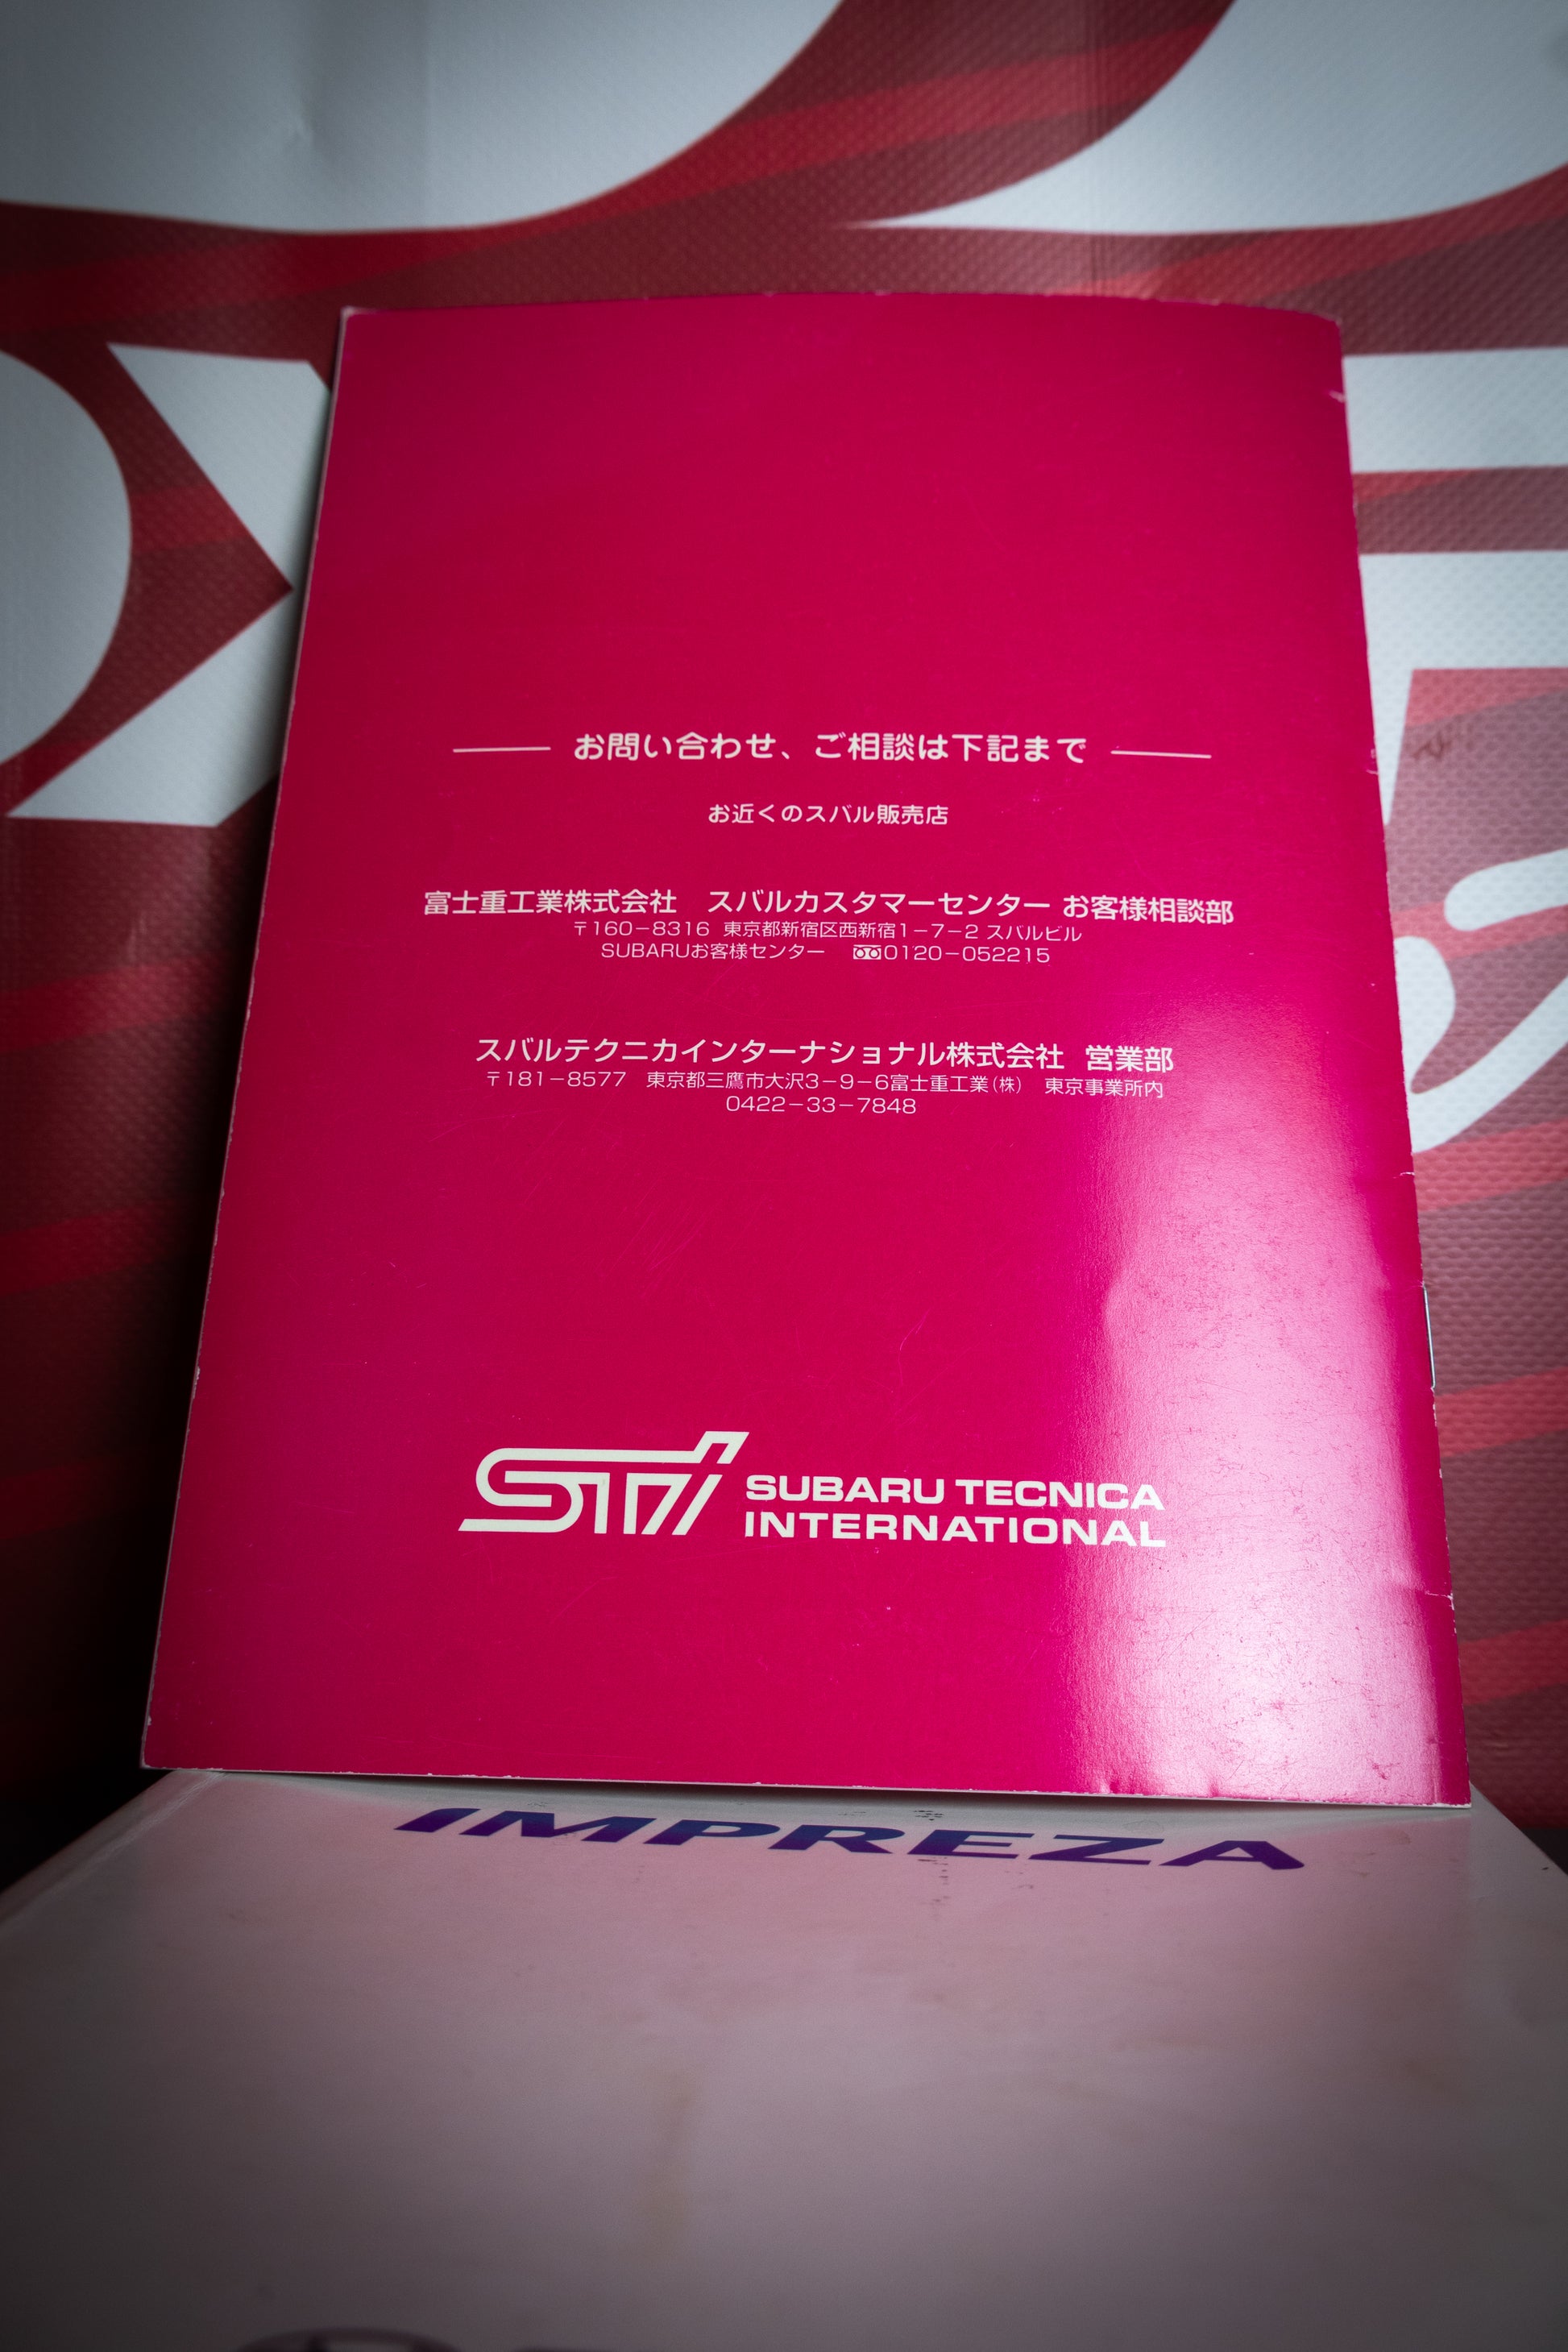 お問い合わせ、ご相談は下記まで
お近くのスバル販売店
富士重工業株式会社 スバルカスタマーセンター お客様相談部
〒160-8316 東京都新宿区西新宿1-7-2 スバルビル
SUBARUお客様センター 0120-052215
スバルテクニカインターナショナル株式会社 営業部
〒181-8577 東京都三鷹市大沢3-9-6富士重工業(株) 東京事業所内
0422-33-7848
STi SUBARU TECNICA
INTERNATIONAL
IMPREZA